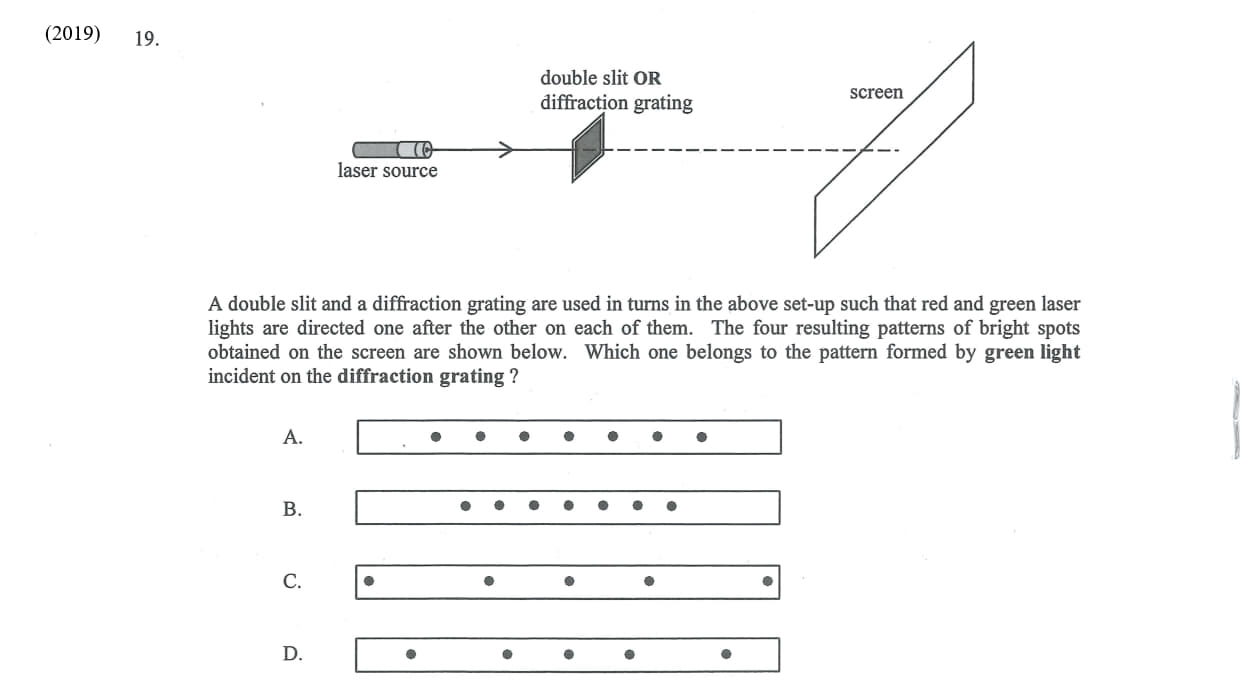 (2019) 19.
double slit OR
diffraction grating
screen
laser source
A double slit and a diffraction grating are used in turns in the above set-up such that red and green laser
lights are directed one after the other on each of them. The four resulting patterns of bright spots
obtained on the screen are shown below. Which one belongs to the pattern formed by green light
incident on the diffraction grating ?
A.
B.
C.
D.